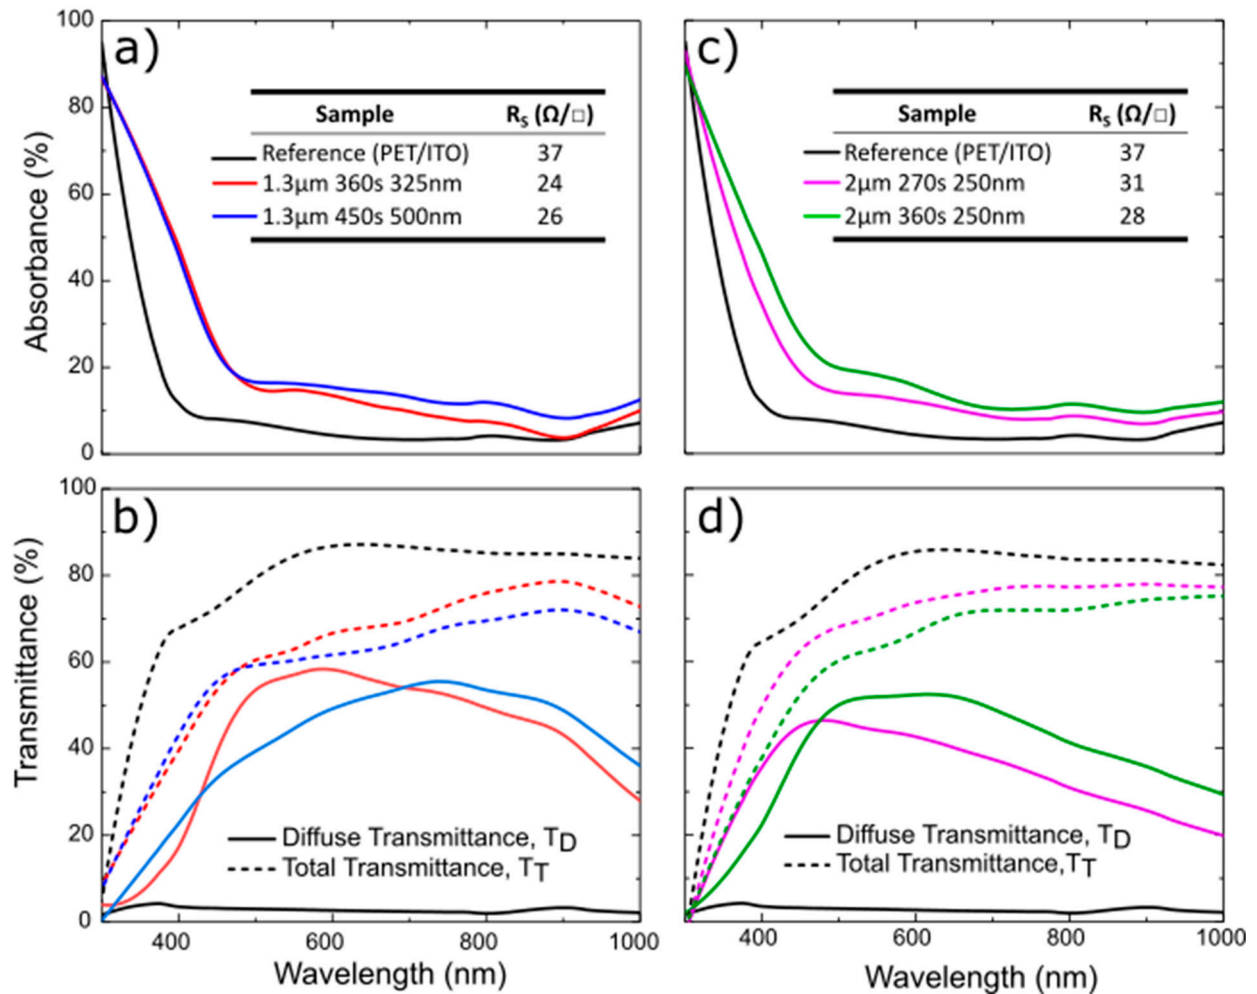 a)
Absorbance (%)
100
80
60
40
20
0
Sample Rs (Ω/□)
Reference (PET/ITO) 37
1.3µm 360s 325nm 24
1.3µm 450s 500nm 26
c)
Sample Rs (Ω/□)
Reference (PET/ITO) 37
2µm 270s 250nm 31
2µm 360s 250nm 28
b)
Transmittance (%)
100
80
60
40
20
0
Diffuse Transmittance, TD
Total Transmittance, TT
400 600 800 1000
Wavelength (nm)
d)
Diffuse Transmittance, TD
Total Transmittance,TT
400 600 800 1000
Wavelength (nm)